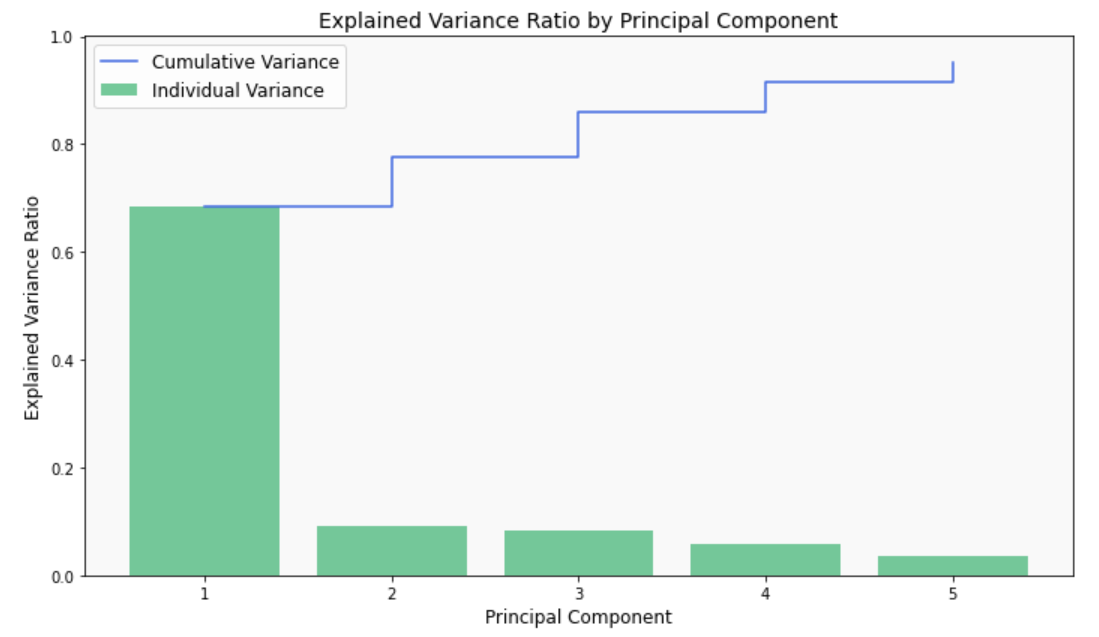 Explained Variance Ratio by Principal Component
Cumulative Variance
Individual Variance
Explained Variance Ratio
1.0
0.8
0.6
0.4
0.2
0.0
1 2 3 4 5
Principal Component